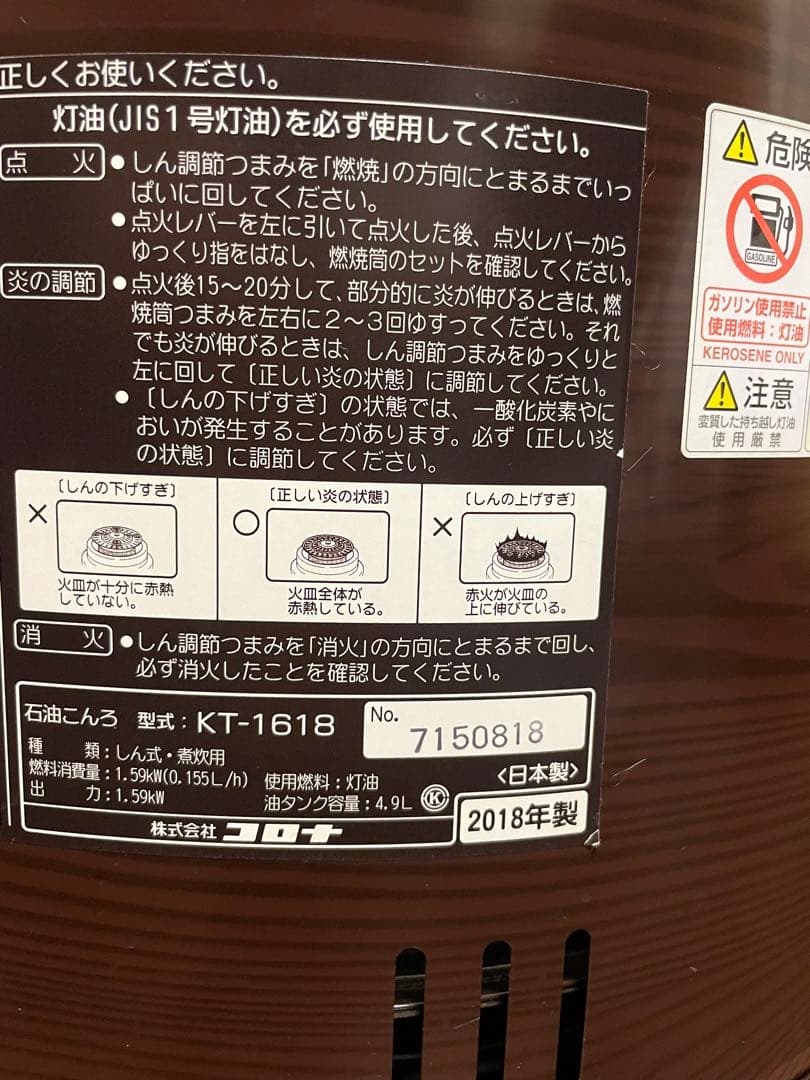 正しくお使いください。
灯油(JIS1号灯油)を必ず使用してください。
点 火
●しん調節つまみを「燃焼」の方向にとまるまでいっ
ぱいに回してください。
●点火レバーを左に引いて点火した後、点火レバーから
ゆっくり指をはなし、燃焼筒のセットを確認してください。
炎の調節
●点火後15〜20分して、部分的に炎が伸びるときは、燃
焼筒つまみを左右に2〜3回ゆすってください。それ
でも炎が伸びるときは、しん調節つまみをゆっくりと
左に回して〔正しい炎の状態〕に調節してください。
●〔しんの下げすぎ〕の状態では、一酸化炭素やに
おいが発生することがあります。必ず〔正しい炎
の状態〕に調節してください。
〔しんの下げすぎ〕
×
火皿が十分に赤熱
していない。
〔正しい炎の状態〕
○
火皿全体が
赤熱している。
〔しんの上げすぎ〕
×
赤火が火皿の
上に伸びている。
消 火
●しん調節つまみを「消火」の方向にとまるまで回し、
必ず消火したことを確認してください。
石油こんろ 型式：KT-1618
No.
7150818
種 類：しん式・煮炊用
燃料消費量：1.59kW(0.155L/h)
出 力：1.59kW
使用燃料：灯油
油タンク容量：4.9L
K
<日本製>
2018年製
株式会社コロナ
危険
GASOLINE
ガソリン使用禁止
使用燃料：灯油
KEROSENE ONLY
注意
変質した持ち越し灯油
使用厳禁